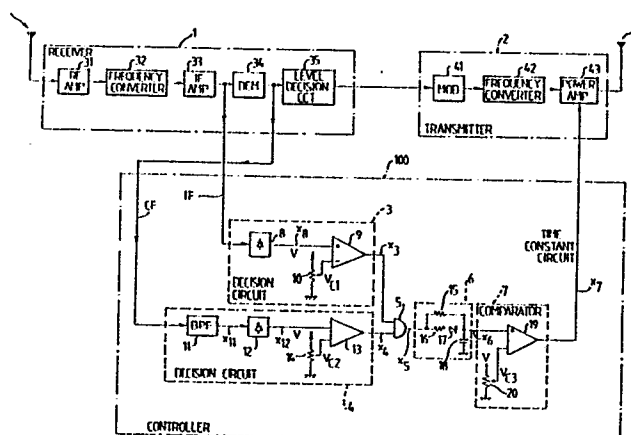 1
2
RECEIVER
31
32
33
34
35
41
42
43
RF AMP
FREQUENCY CONVERTER
IF AMP
DEM
LEVEL DECISION CCT
MOD
FREQUENCY CONVERTER
POWER AMP
TRANSMITTER
100
CF
IF
3
8
x8
V
9
x3
10
VC1
DECISION CIRCUIT
TIME CONSTANT CIRCUIT
x7
6
15
5
16
17
18
x5
x6
7
COMPARATOR
19
V
VC3
20
BPF
11
x11
12
x12
V
13
14
VC2
x4
DECISION CIRCUIT
4
CONTROLLER